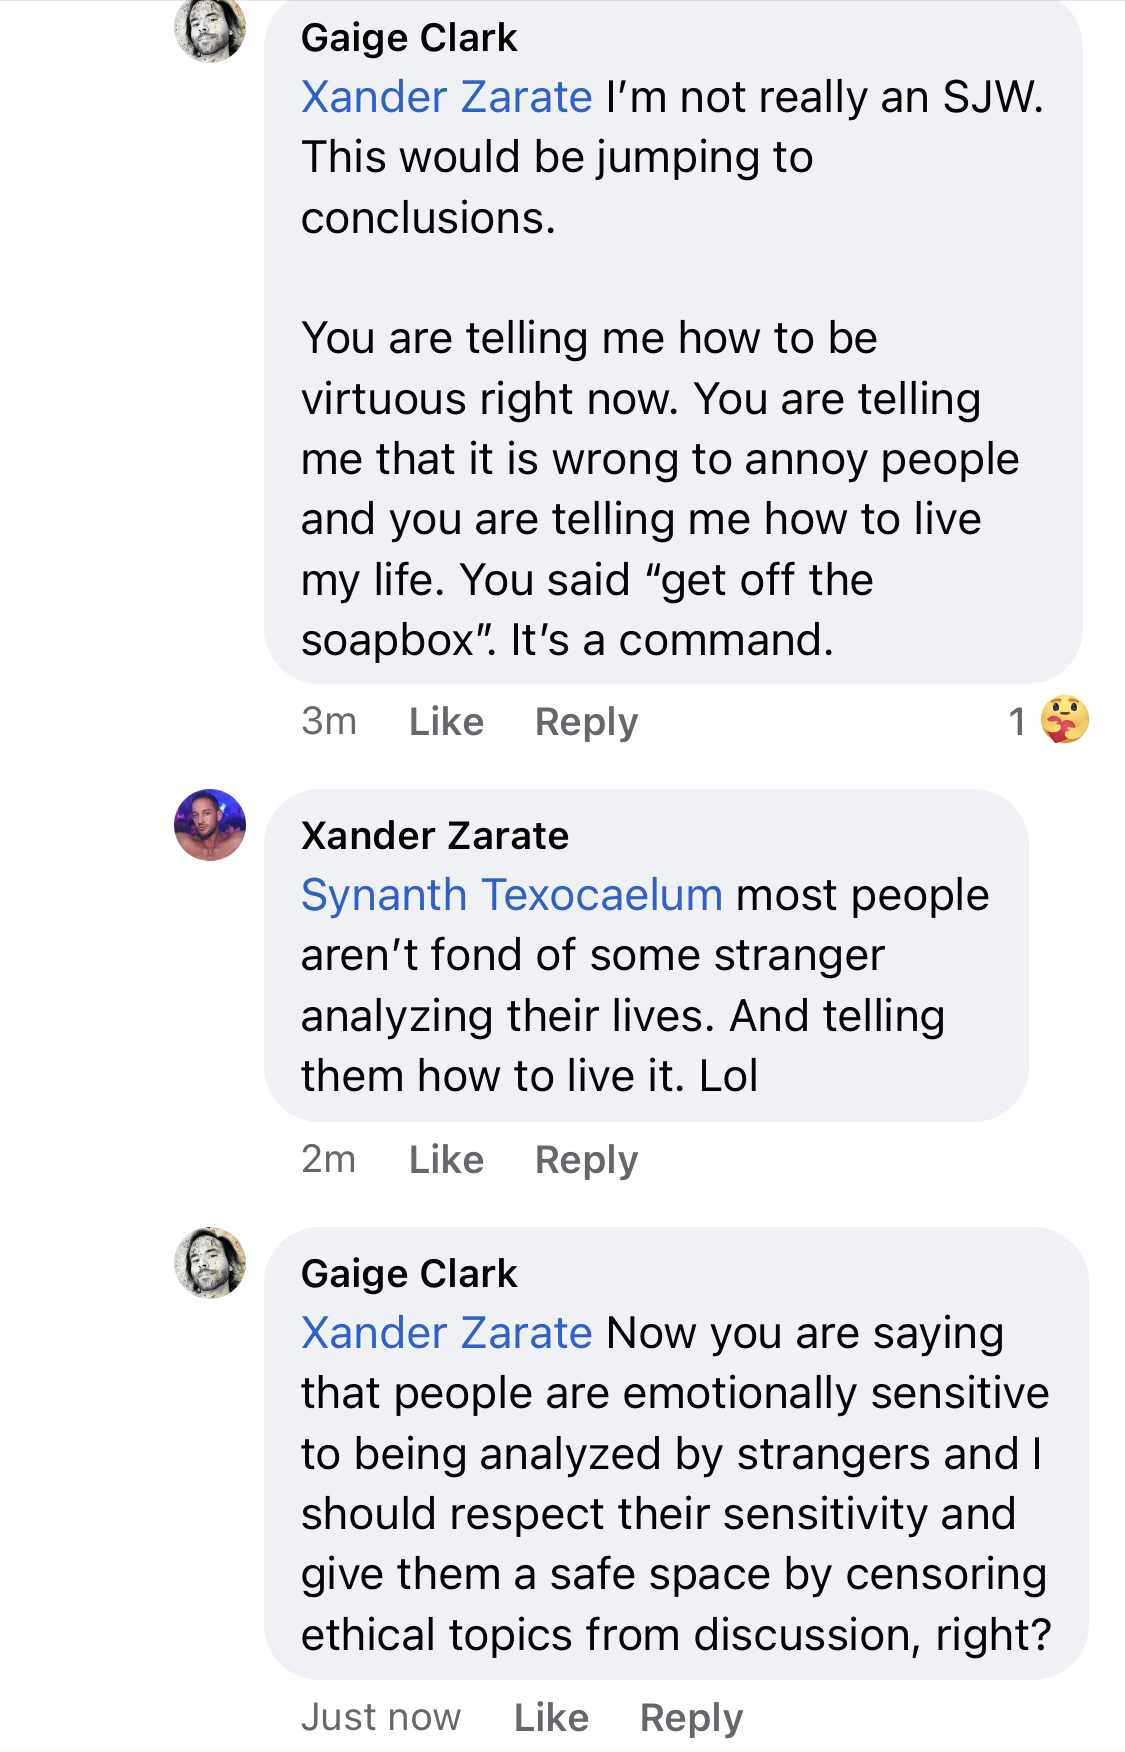 Gaige Clark
Xander Zarate I’m not really an SJW.
This would be jumping to
conclusions.
You are telling me how to be
virtuous right now. You are telling
me that it is wrong to annoy people
and you are telling me how to live
my life. You said “get off the
soapbox”. It’s a command.
3m Like Reply 1
Xander Zarate
Synanth Texocaelum most people
aren’t fond of some stranger
analyzing their lives. And telling
them how to live it. Lol
2m Like Reply
Gaige Clark
Xander Zarate Now you are saying
that people are emotionally sensitive
to being analyzed by strangers and I
should respect their sensitivity and
give them a safe space by censoring
ethical topics from discussion, right?
Just now Like Reply